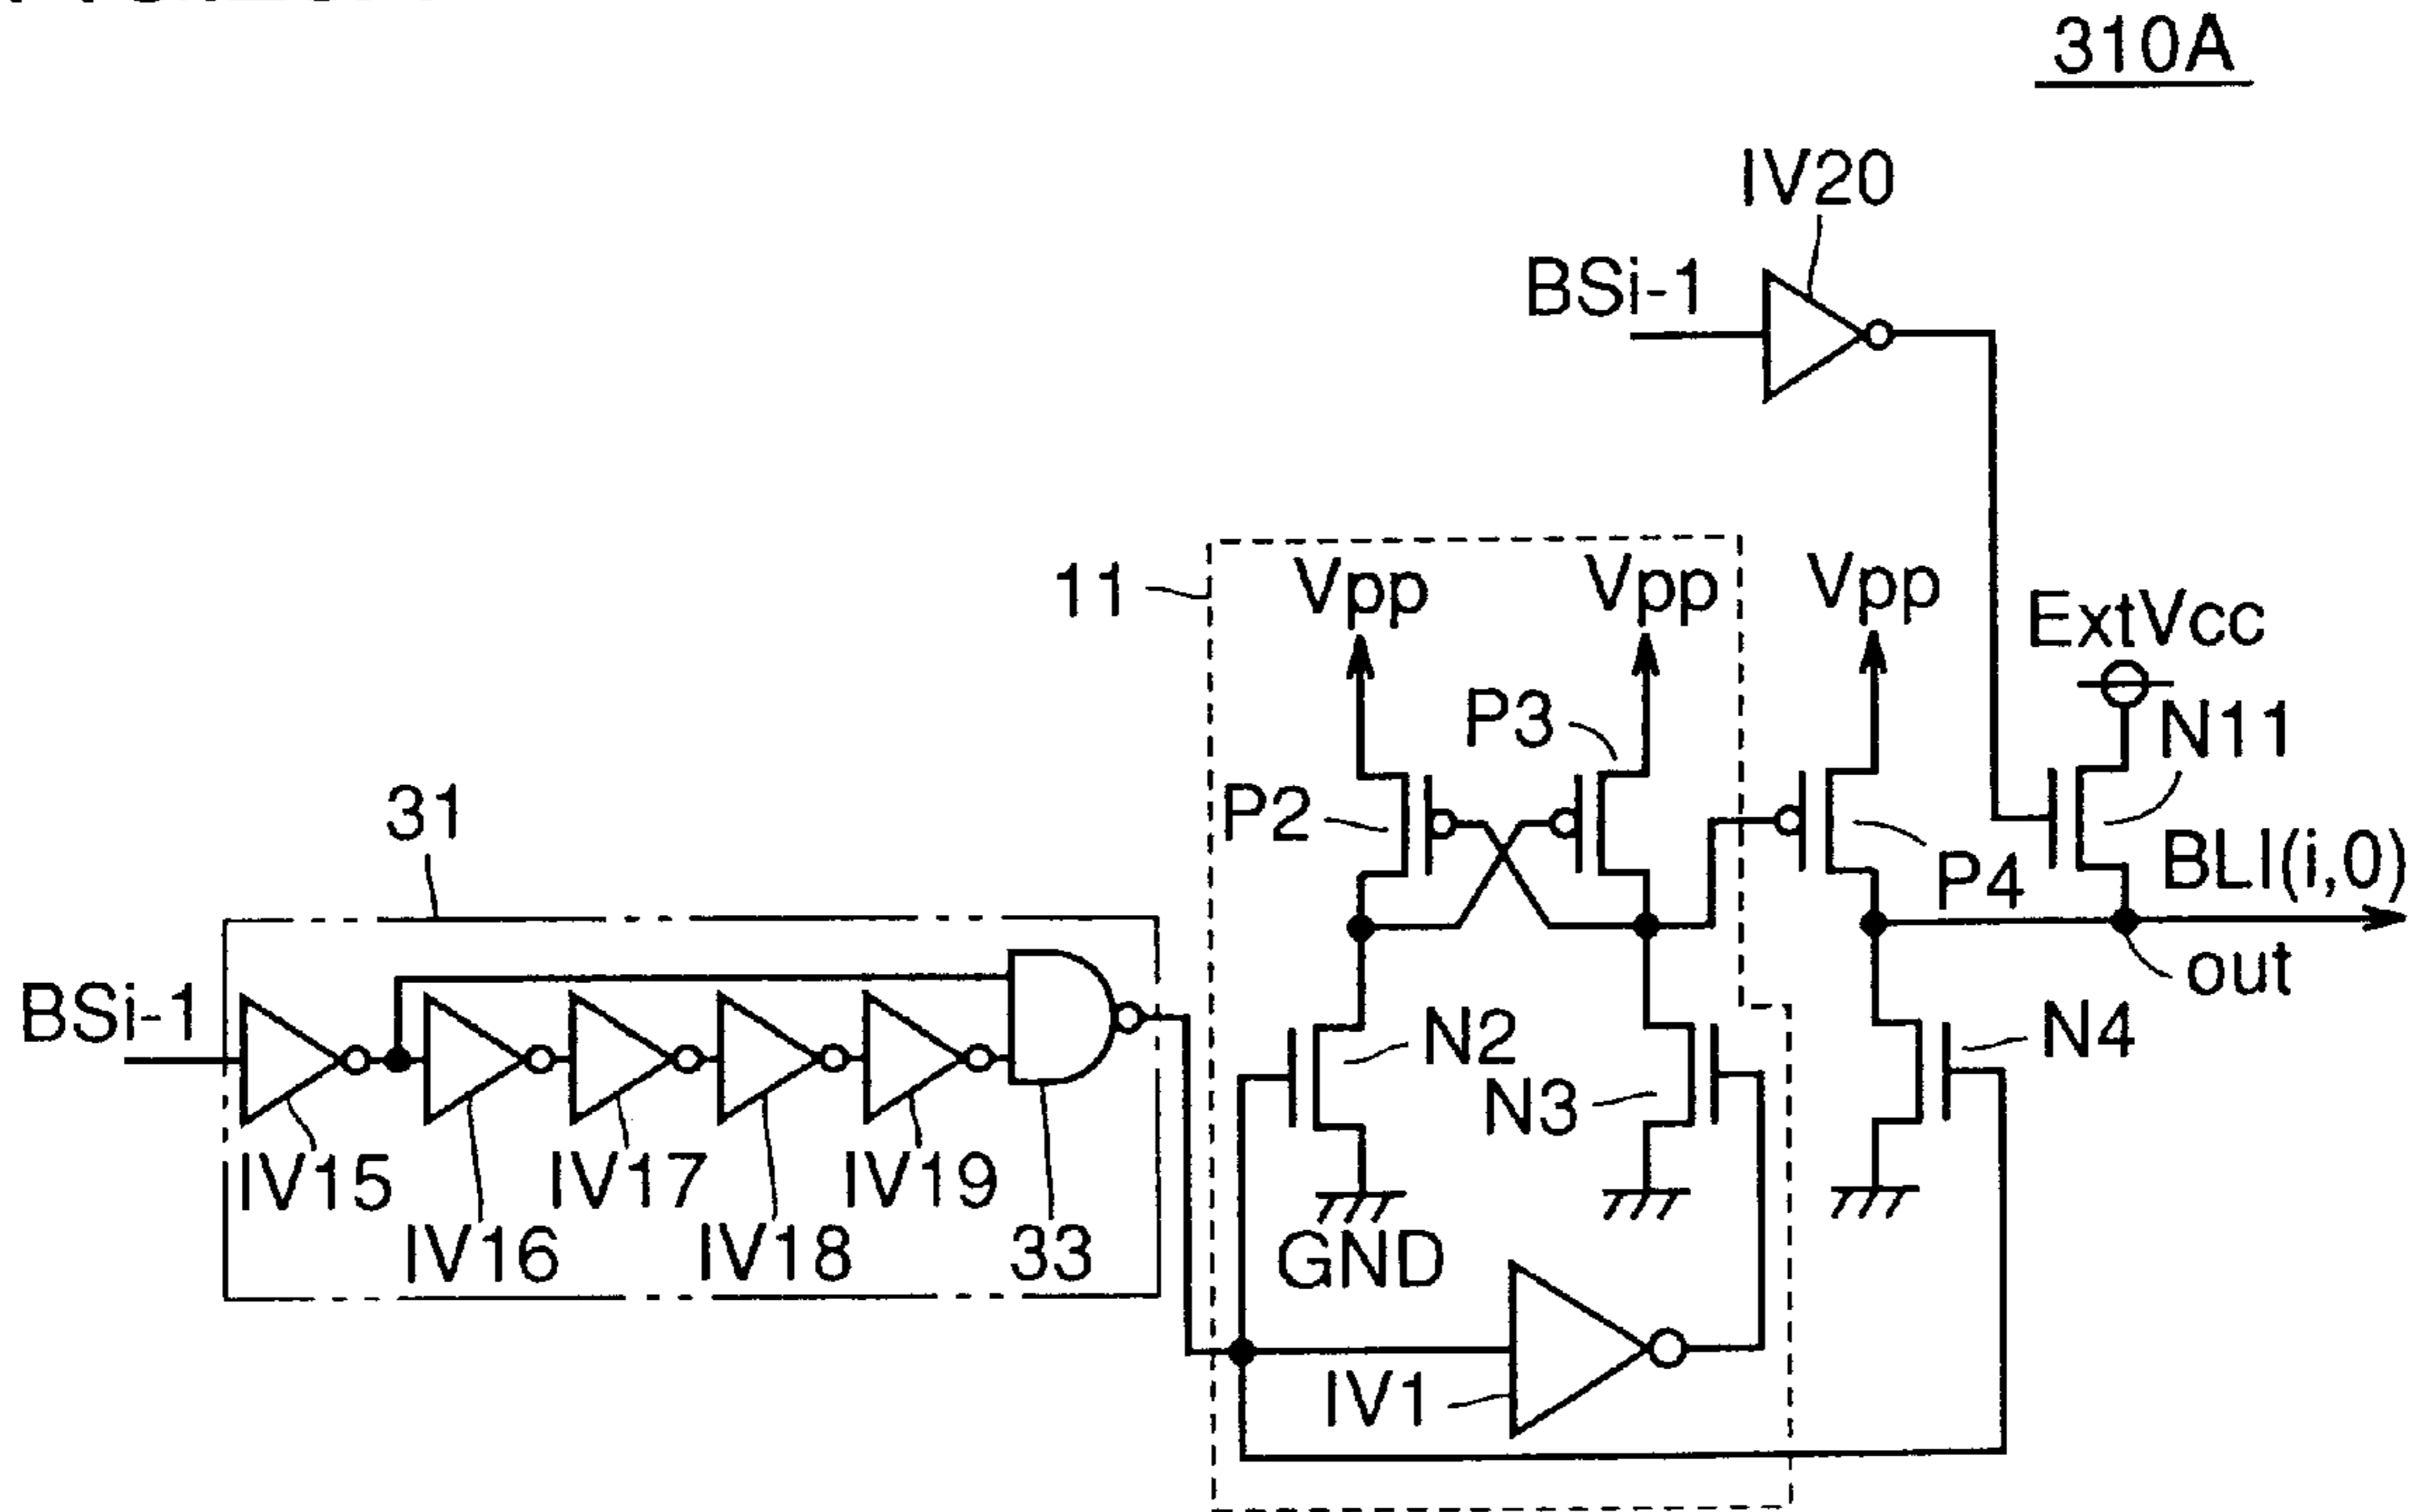 310A
IV20
BSi-1
11
Vpp
Vpp
Vpp
ExtVcc
P3
N11
P2
31
P4
BLI(i,0)
out
BSi-1
N2
N4
N3
IV15
IV17
IV19
IV16
IV18
33
GND
IV1